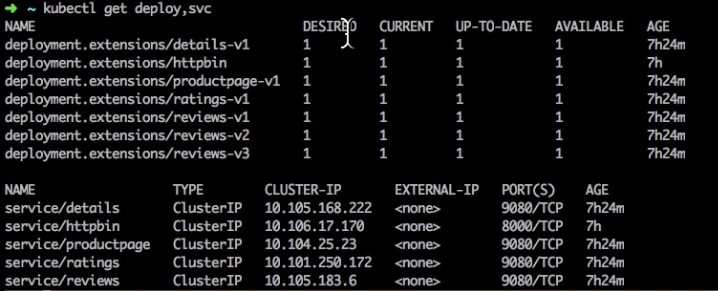 ➜ ~ kubectl get deploy,svc
NAME DESIRED CURRENT UP-TO-DATE AVAILABLE AGE
deployment.extensions/details-v1 1 1 1 1 7h24m
deployment.extensions/httpbin 1 1 1 1 7h
deployment.extensions/productpage-v1 1 1 1 1 7h24m
deployment.extensions/ratings-v1 1 1 1 1 7h24m
deployment.extensions/reviews-v1 1 1 1 1 7h24m
deployment.extensions/reviews-v2 1 1 1 1 7h24m
deployment.extensions/reviews-v3 1 1 1 1 7h24m
NAME TYPE CLUSTER-IP EXTERNAL-IP PORT(S) AGE
service/details ClusterIP 10.105.168.222 <none> 9080/TCP 7h24m
service/httpbin ClusterIP 10.106.17.170 <none> 8000/TCP 7h
service/productpage ClusterIP 10.104.25.23 <none> 9080/TCP 7h24m
service/ratings ClusterIP 10.101.250.172 <none> 9080/TCP 7h24m
service/reviews ClusterIP 10.105.183.6 <none> 9080/TCP 7h24m